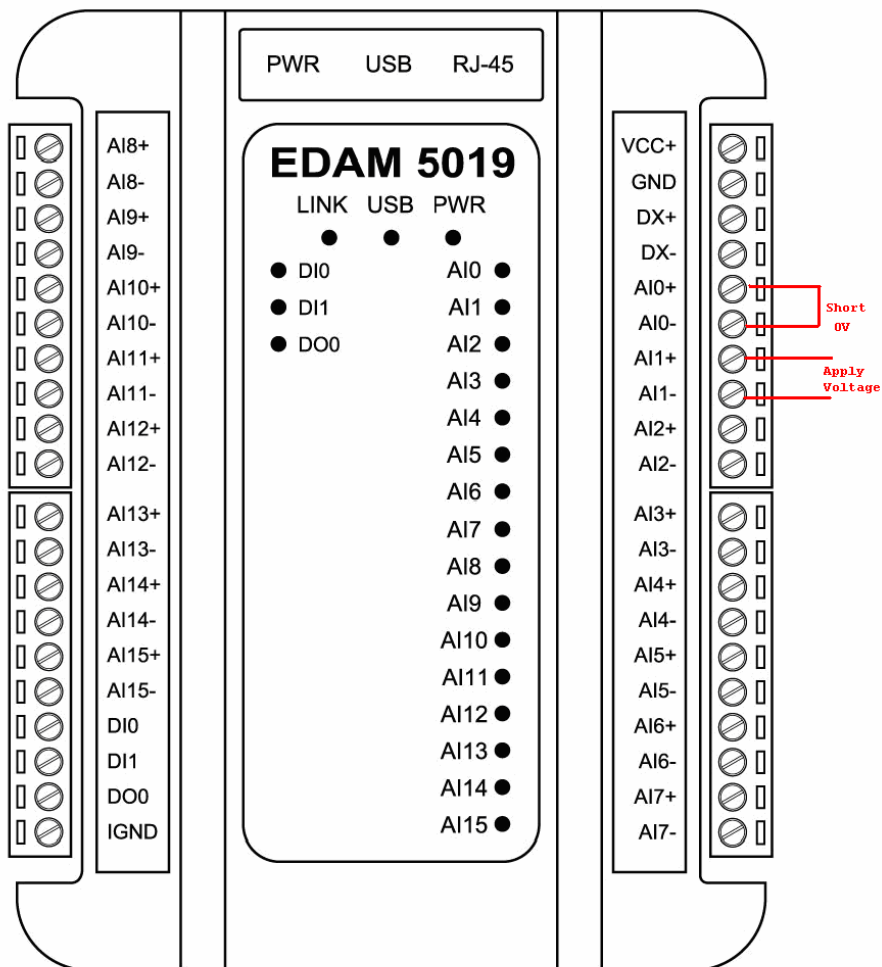 PWR USB RJ-45
EDAM 5019
LINK USB PWR
DI0 AI0
DI1 AI1
DO0 AI2
AI3
AI4
AI5
AI6
AI7
AI8
AI9
AI10
AI11
AI12
AI13
AI14
AI15
AI8+
AI8-
AI9+
AI9-
AI10+
AI10-
AI11+
AI11-
AI12+
AI12-
AI13+
AI13-
AI14+
AI14-
AI15+
AI15-
DI0
DI1
DO0
IGND
VCC+
GND
DX+
DX-
AI0+
AI0-
AI1+
AI1-
AI2+
AI2-
AI3+
AI3-
AI4+
AI4-
AI5+
AI5-
AI6+
AI6-
AI7+
AI7-
Short
0V
Apply
Voltage